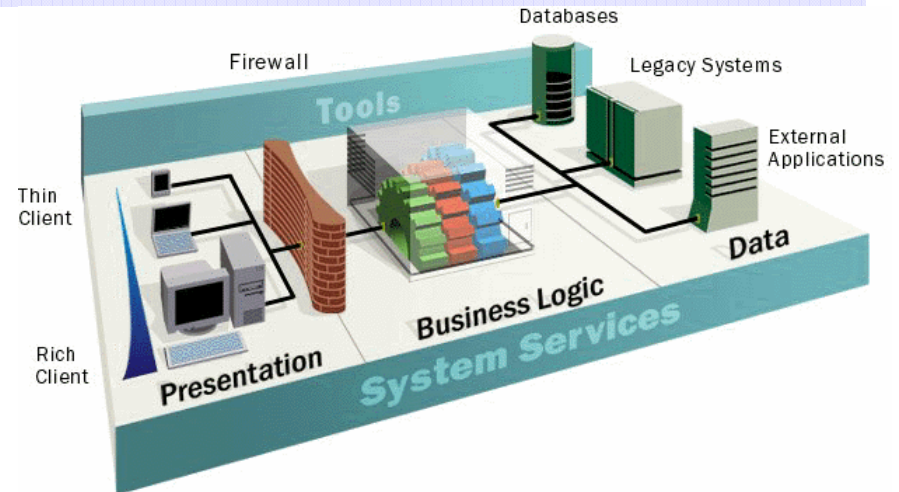 Databases
Firewall
Legacy Systems
Tools
External
Applications
Thin
Client
Data
Business Logic
Rich
Client
Presentation
System Services